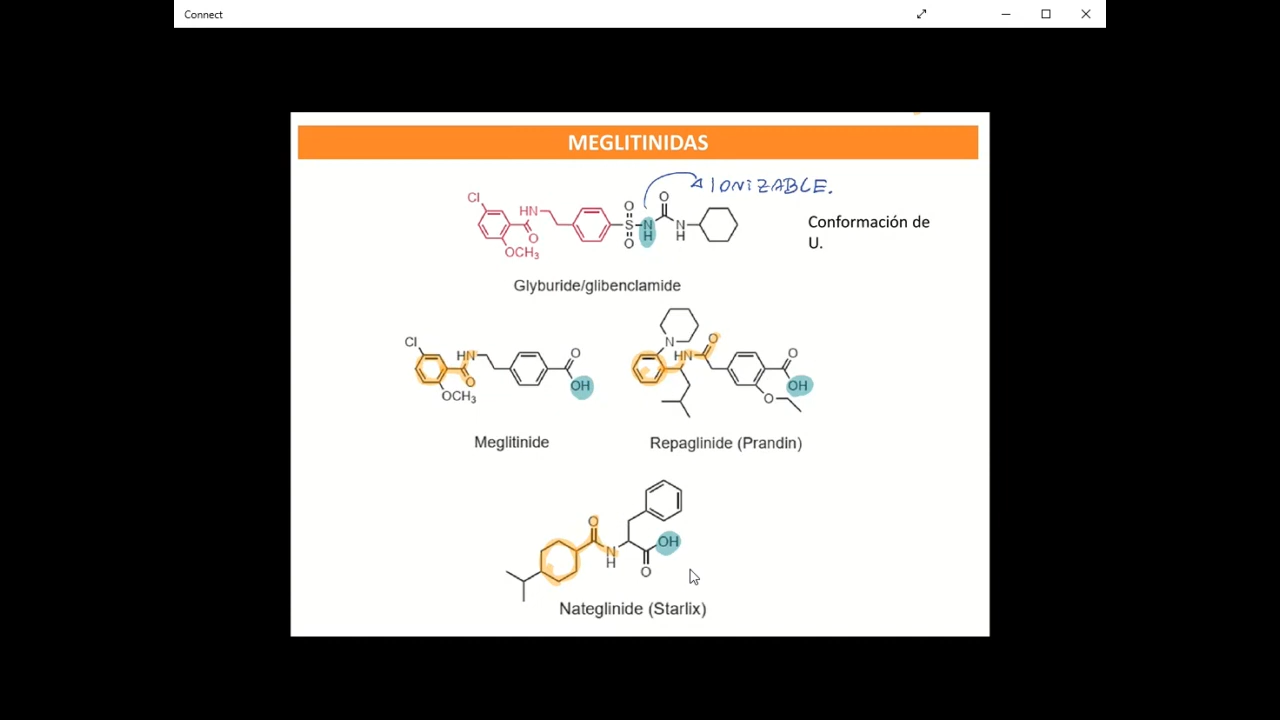 Connect
MEGLITINIDAS
IONIZABLE.
Cl
HN
O
OCH3
O
S
O
N
H
O
N
H
Conformación de
U.
Glyburide/glibenclamide
Cl
HN
O
OCH3
O
OH
Meglitinide
N
HN
O
O
OH
O
Repaglinide (Prandin)
O
N
H
OH
O
Nateglinide (Starlix)